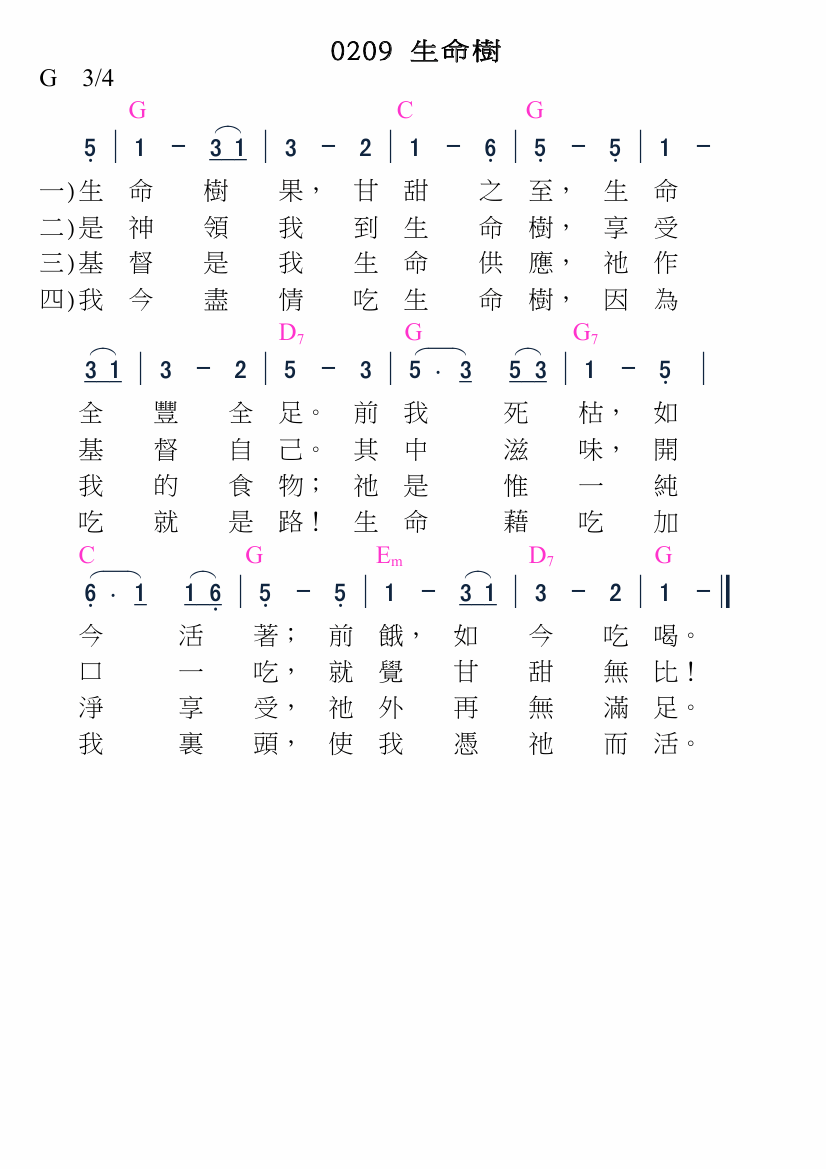 0209 生命樹
G 3/4
G C G
5̣ | 1 - 3 1 | 3 - 2 | 1 - 6̣ | 5̣ - 5̣ | 1 -
一)生 命 樹 果， 甘 甜 之 至， 生 命
二)是 神 領 我 到 生 命 樹， 享 受
三)基 督 是 我 生 命 供 應， 祂 作
四)我 今 盡 情 吃 生 命 樹， 因 為
D7 G G7
3 1 | 3 - 2 | 5 - 3 | 5 . 3 5 3 | 1 - 5̣ |
全 豐 全 足。 前 我 死 枯， 如
基 督 自 己。 其 中 滋 味， 開
我 的 食 物； 祂 是 惟 一 純
吃 就 是 路！ 生 命 藉 吃 加
C G Em D7 G
6̣ . 1 1 6̣ | 5̣ - 5̣ | 1 - 3 1 | 3 - 2 | 1 - ‖
今 活 著； 前 餓， 如 今 吃 喝。
口 一 吃， 就 覺 甘 甜 無 比！
淨 享 受， 祂 外 再 無 滿 足。
我 裏 頭， 使 我 憑 祂 而 活。